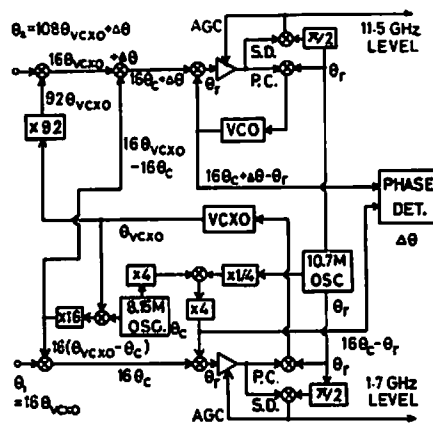 AGC
11.5 GHz
LEVEL
θ₂=108θVCXO+Δθ
16θVCXO+Δθ
16θc+Δθ
θr
S.D.
P.C.
π/2
θr
92θVCXO
×92
16θVCXO
-16θc
VCO
16θc+Δθ-θr
PHASE
DET.
Δθ
θVCXO
VCXO
×4
×1/4
10.7M
OSC
θr
×16
8.15M
OSC.
θc
×4
16(θVCXO-θc)
16θc
θr
P.C.
θr
16θc-θr
S.D.
π/2
θ₁
=16θVCXO
AGC
1.7 GHz
LEVEL